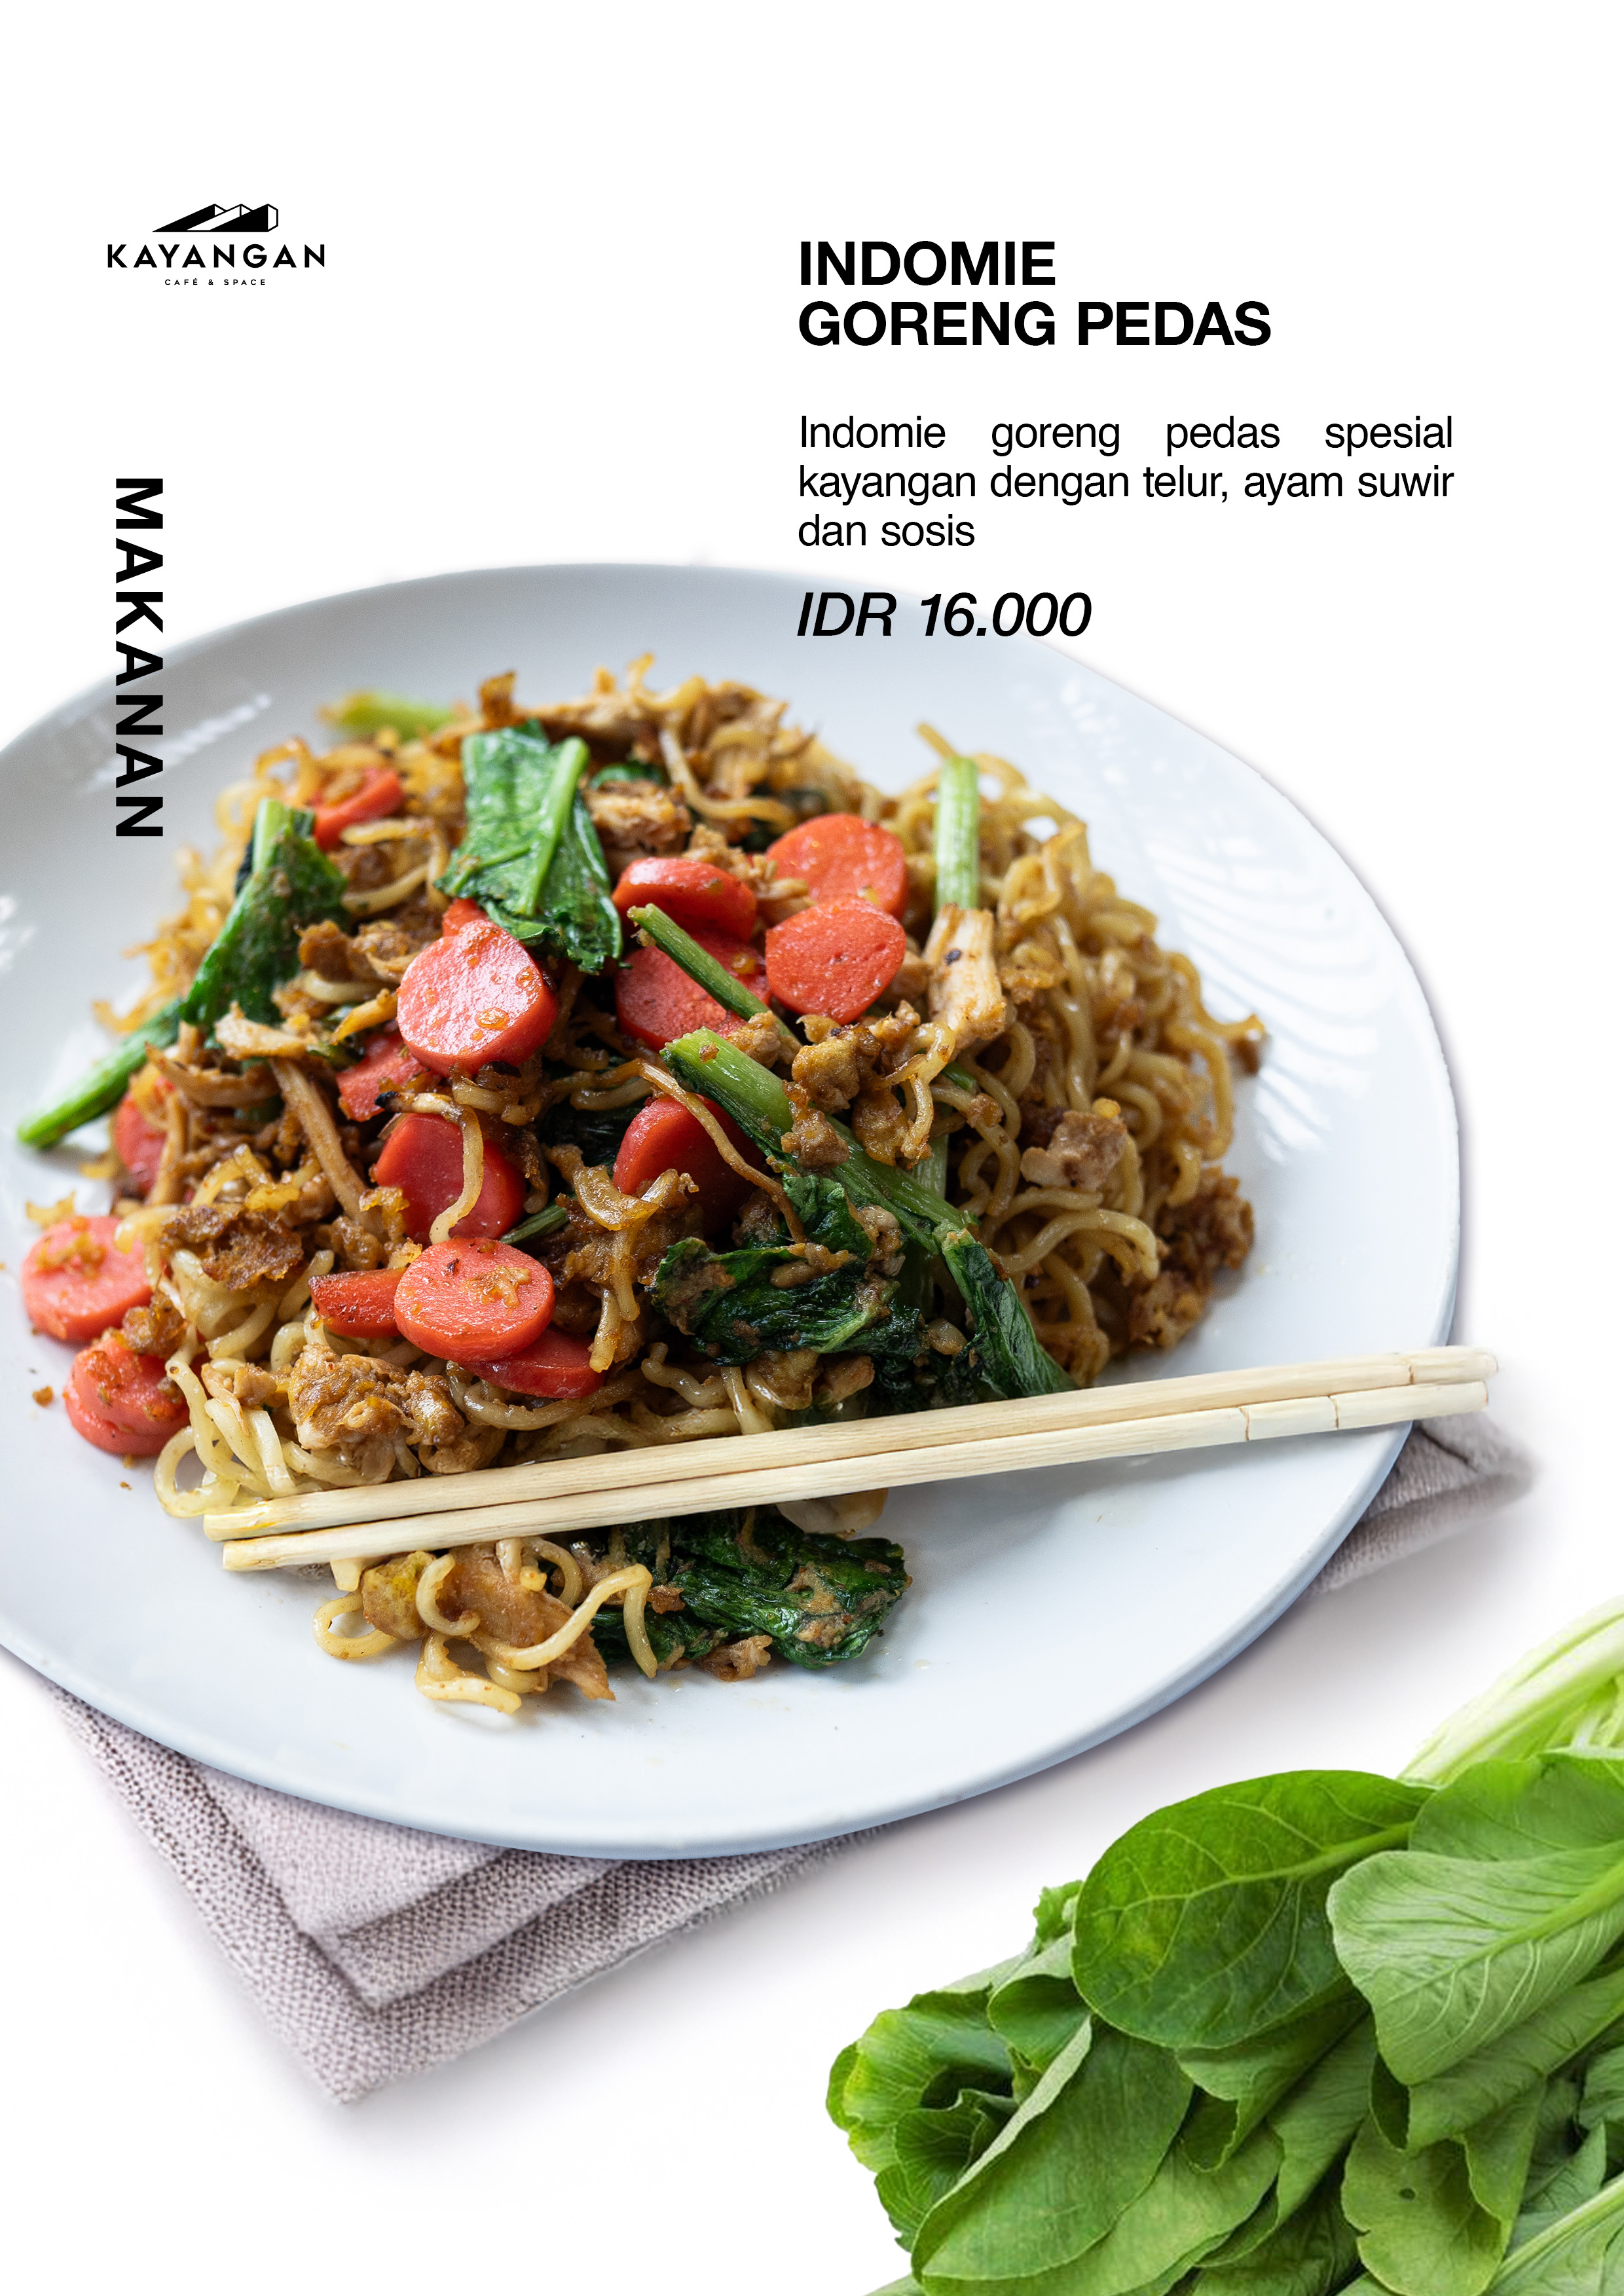 KAYANGAN
CAFÉ & SPACE
INDOMIE
GORENG PEDAS
Indomie goreng pedas spesial
kayangan dengan telur, ayam suwir
dan sosis
IDR 16.000
MAKANAN